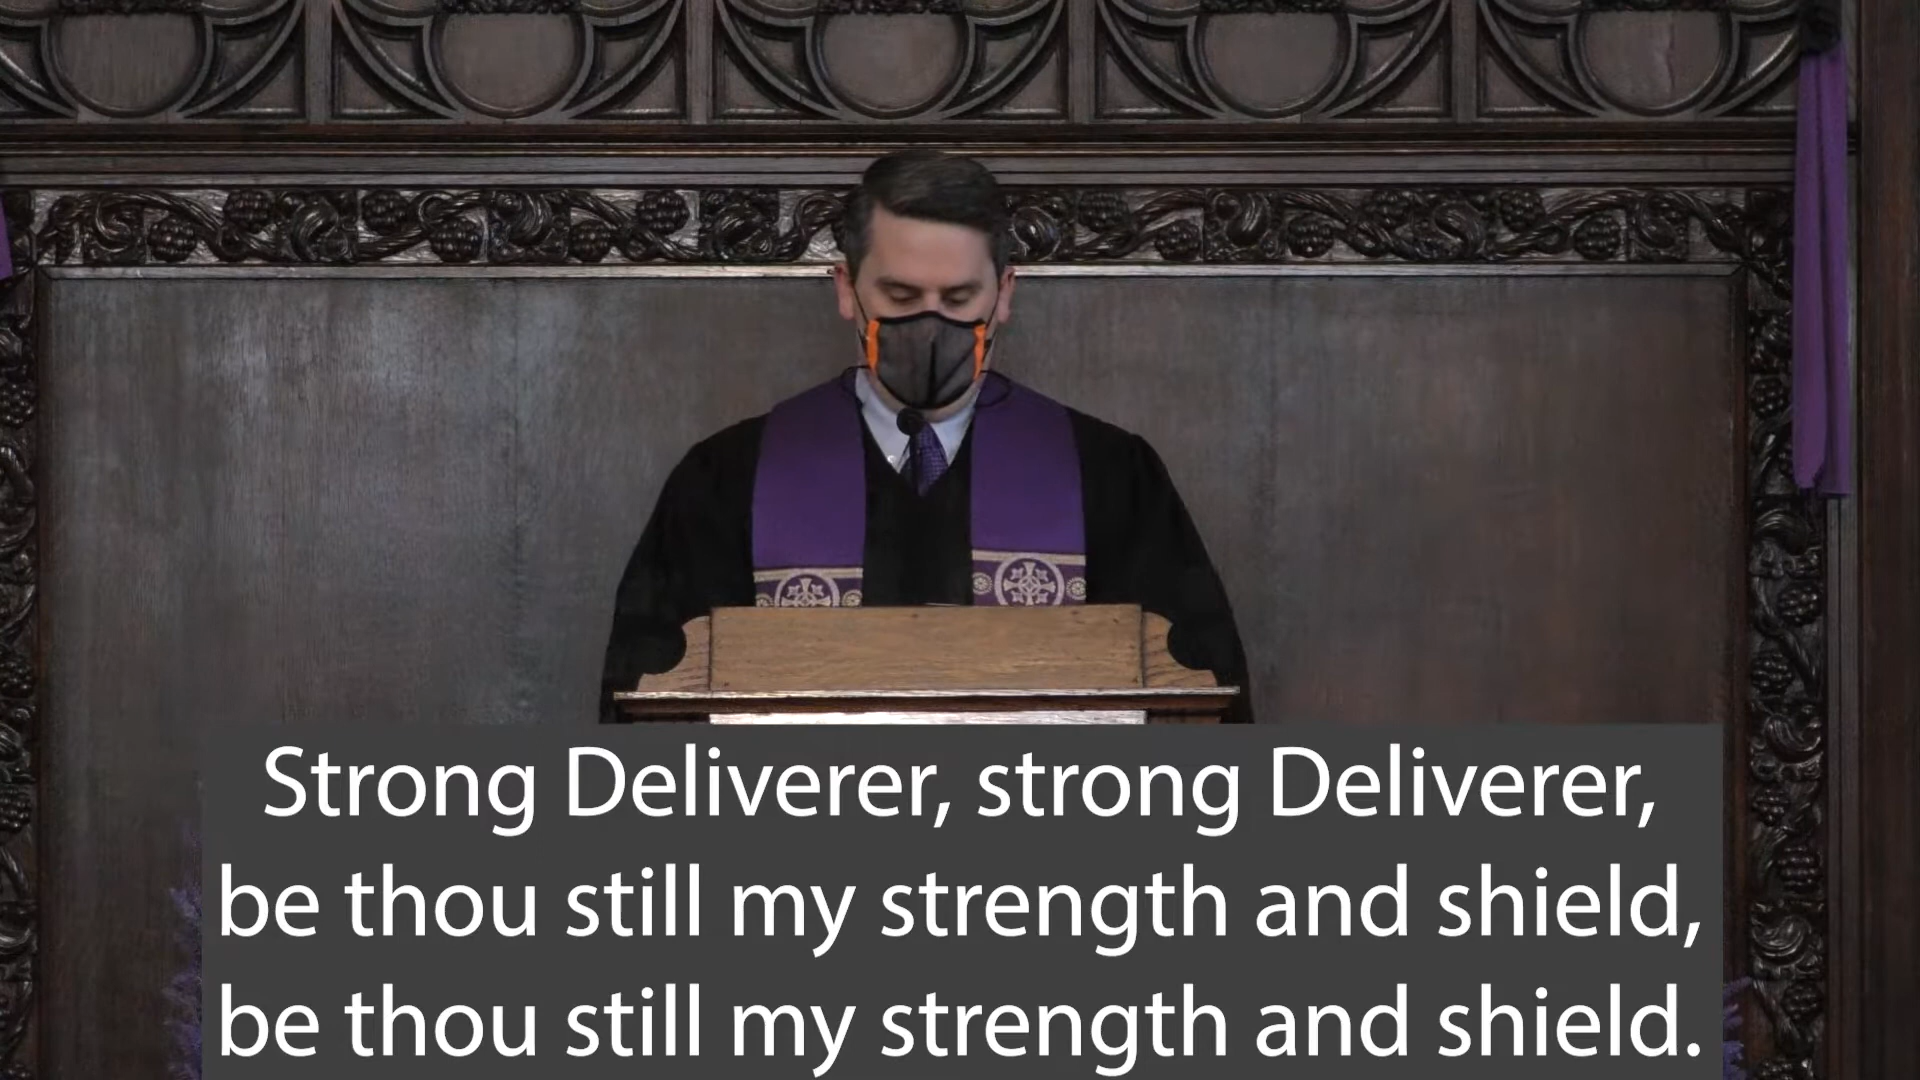 Strong Deliverer, strong Deliverer,
be thou still my strength and shield,
be thou still my strength and shield.